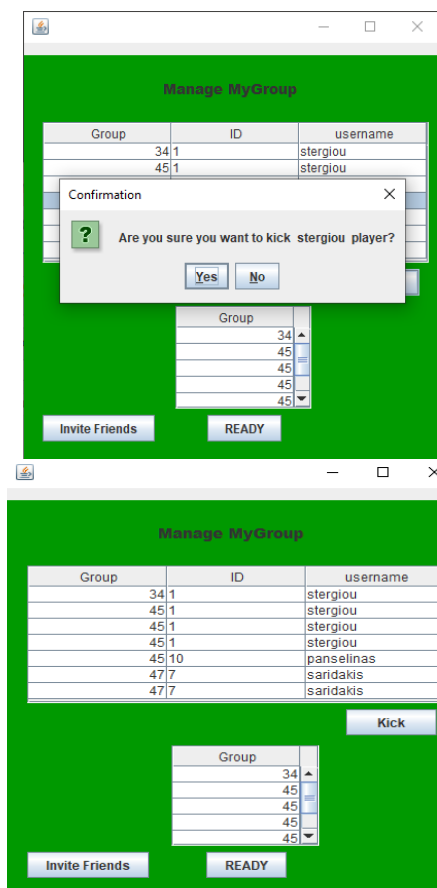 Manage MyGroup
Group ID username
34 1 stergiou
45 1 stergiou
Confirmation
? Are you sure you want to kick stergiou player?
Yes No
Group
34
45
45
45
45
Invite Friends READY
Manage MyGroup
Group ID username
34 1 stergiou
45 1 stergiou
45 1 stergiou
45 1 stergiou
45 10 panselinas
47 7 saridakis
47 7 saridakis
Kick
Group
34
45
45
45
45
Invite Friends READY